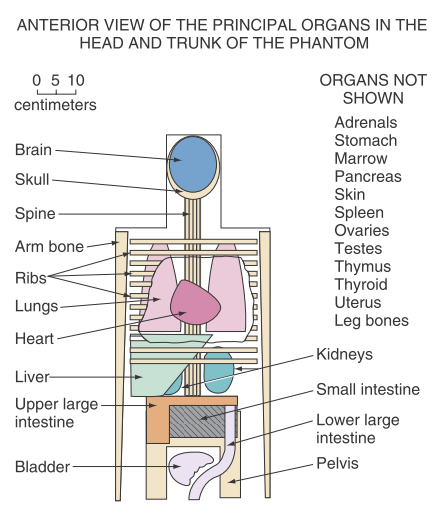 ANTERIOR VIEW OF THE PRINCIPAL ORGANS IN THE
HEAD AND TRUNK OF THE PHANTOM
0 5 10
centimeters
ORGANS NOT
SHOWN
Adrenals
Stomach
Marrow
Pancreas
Skin
Spleen
Ovaries
Testes
Thymus
Thyroid
Uterus
Leg bones
Brain
Skull
Spine
Arm bone
Ribs
Lungs
Heart
Liver
Upper large
intestine
Bladder
Kidneys
Small intestine
Lower large
intestine
Pelvis